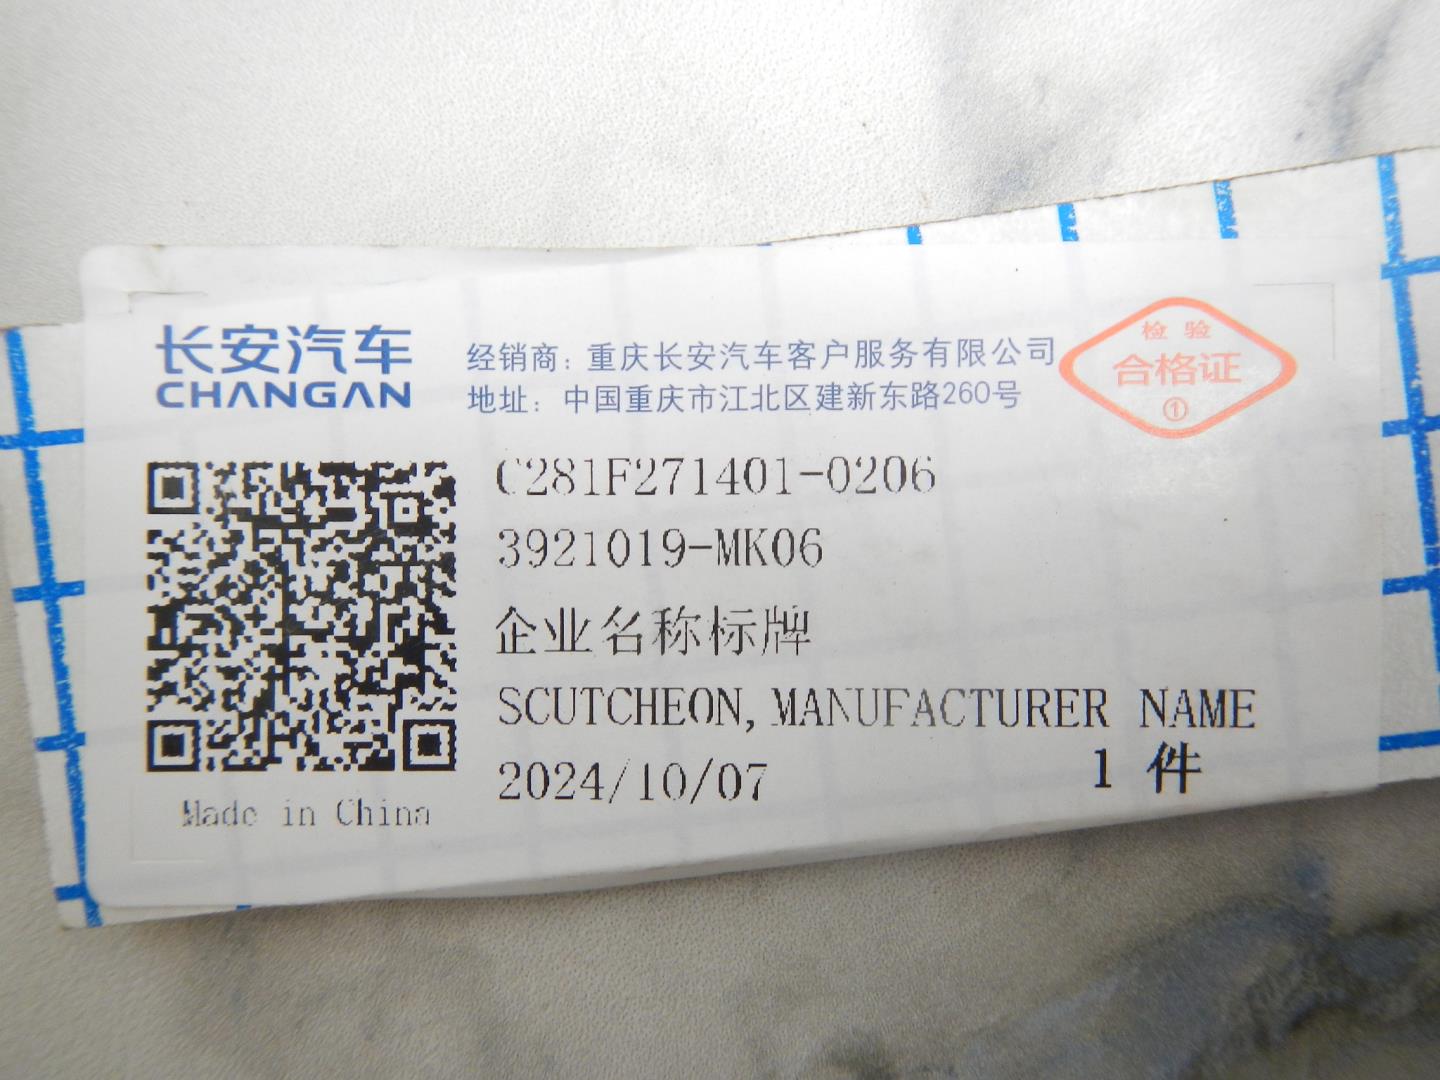 长安汽车
CHANGAN
经销商：重庆长安汽车客户服务有限公司
地址：中国重庆市江北区建新东路260号
检验
合格证
①
C281F271401-0206
3921019-MK06
企业名称标牌
SCUTCHEON,MANUFACTURER NAME
2024/10/07 1 件
Made in China